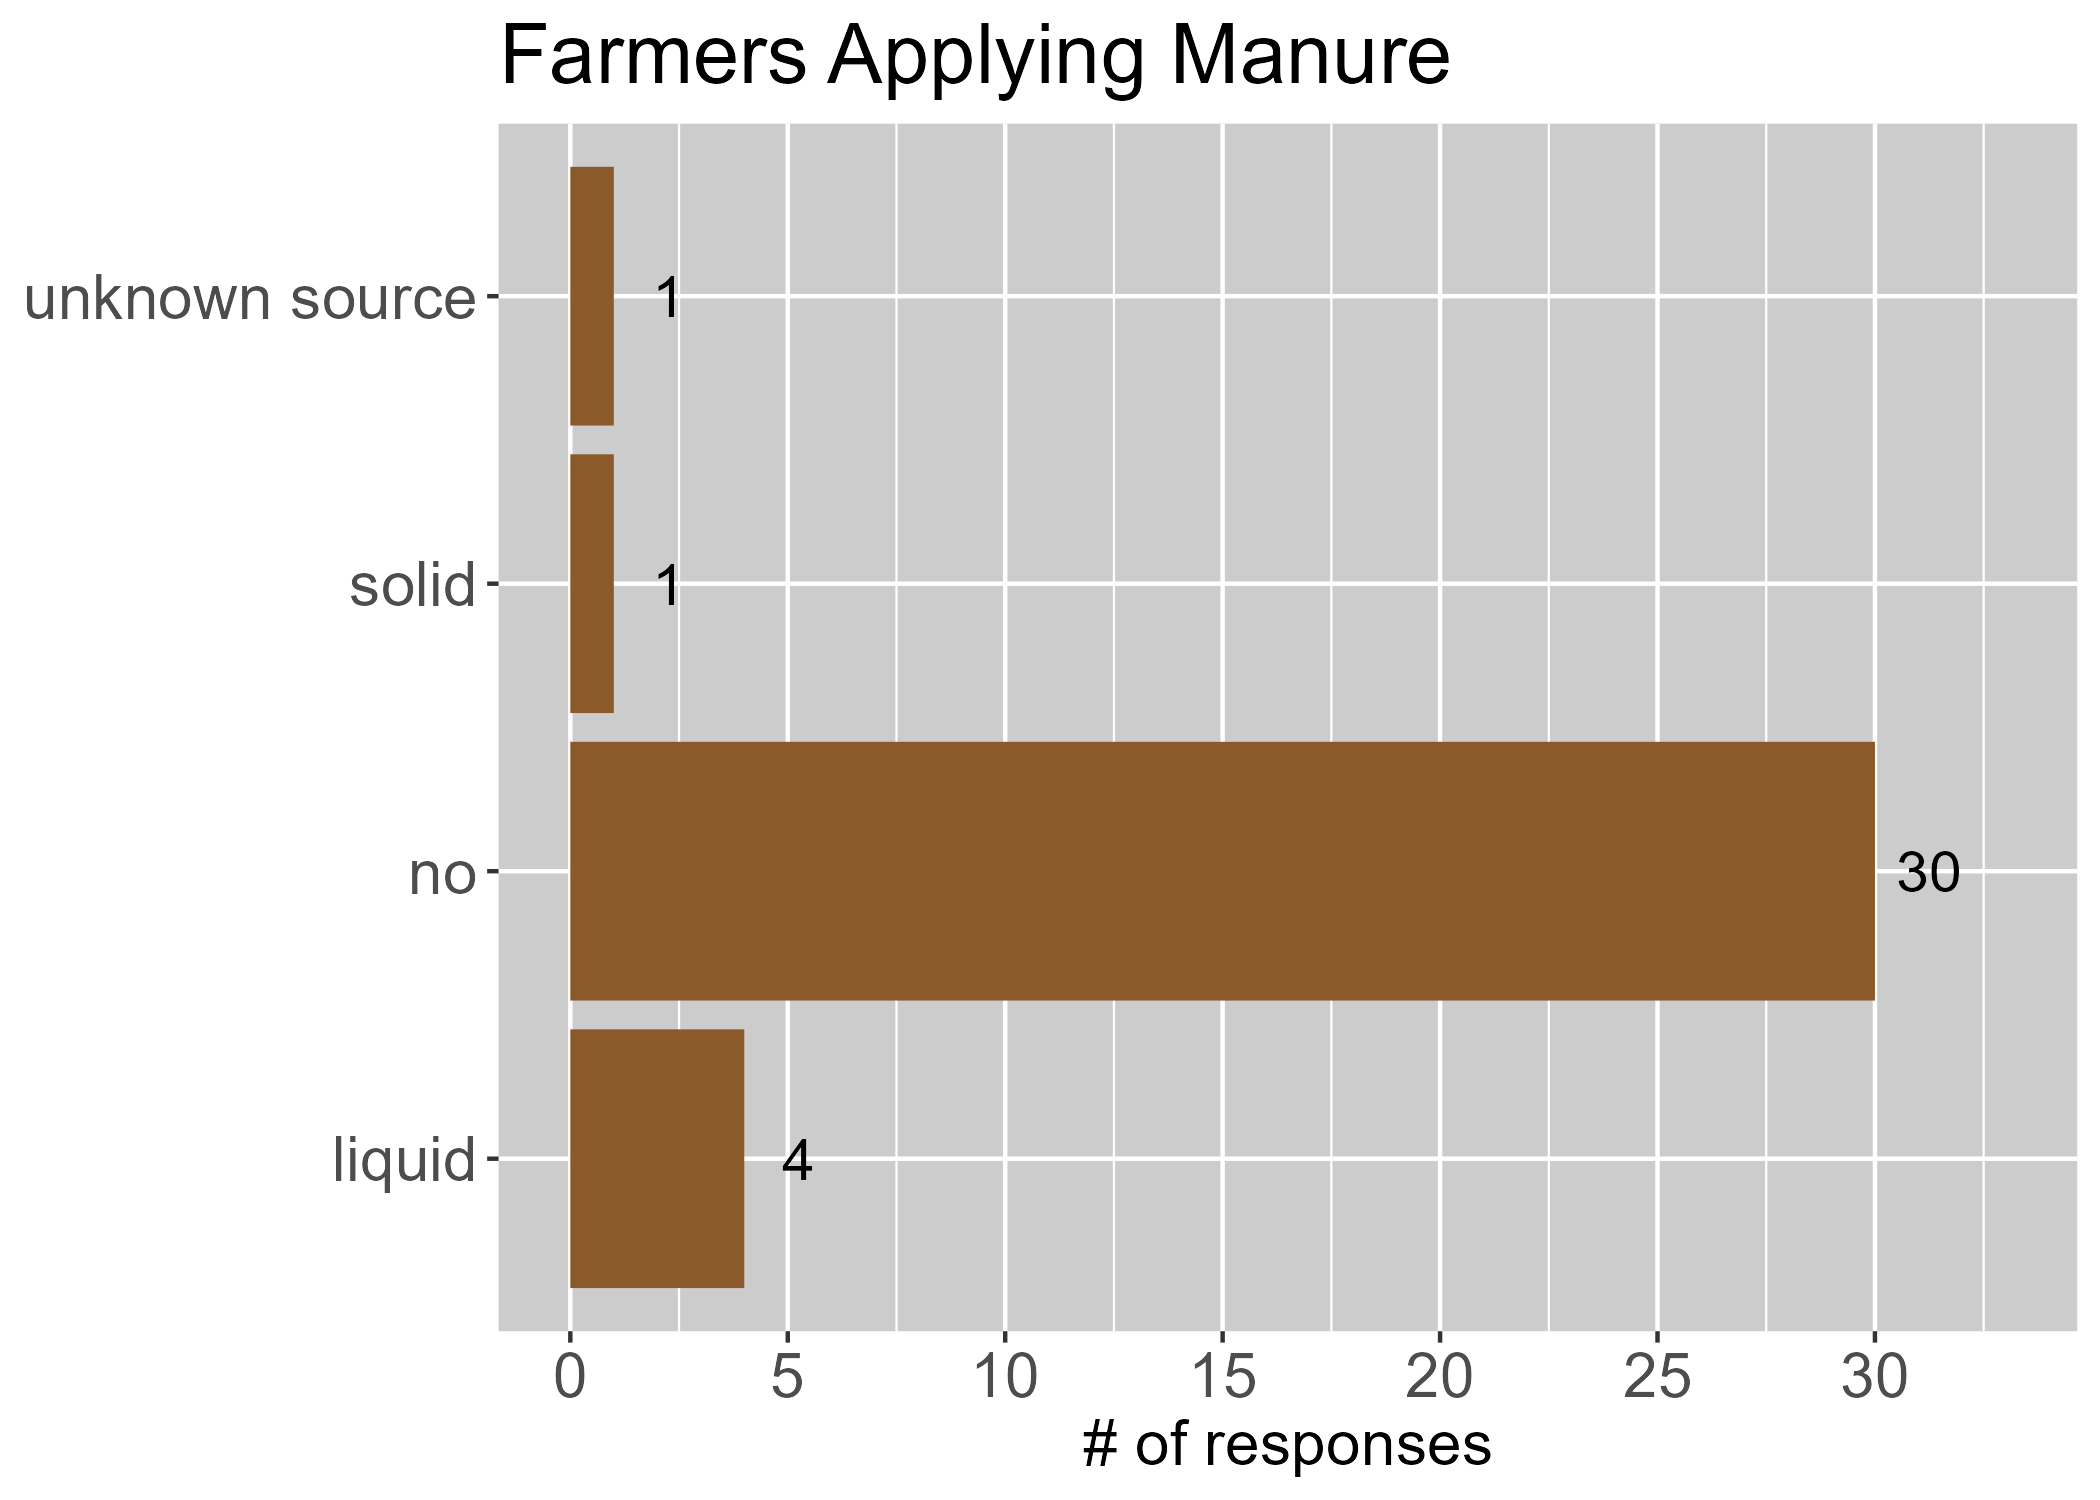 Farmers Applying Manure
unknown source
1
solid
1
no
30
liquid
4
0 5 10 15 20 25 30
# of responses